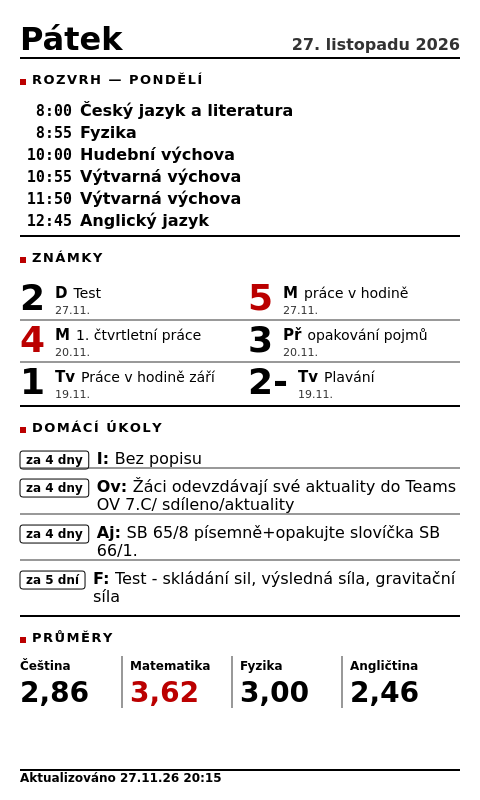 Pátek
27. listopadu 2026
ROZVRH — PONDĚLÍ
8:00 Český jazyk a literatura
8:55 Fyzika
10:00 Hudební výchova
10:55 Výtvarná výchova
11:50 Výtvarná výchova
12:45 Anglický jazyk
ZNÁMKY
2 D Test
27.11.
5 M práce v hodině
27.11.
4 M 1. čtvrtletní práce
20.11.
3 Př opakování pojmů
20.11.
1 Tv Práce v hodině září
19.11.
2- Tv Plavání
19.11.
DOMÁCÍ ÚKOLY
za 4 dny I: Bez popisu
za 4 dny Ov: Žáci odevzdávají své aktuality do Teams
OV 7.C/ sdíleno/aktuality
za 4 dny Aj: SB 65/8 písemně+opakujte slovíčka SB
66/1.
za 5 dní F: Test - skládání sil, výsledná síla, gravitační
síla
PRŮMĚRY
Čeština Matematika Fyzika Angličtina
2,86 3,62 3,00 2,46
Aktualizováno 27.11.26 20:15